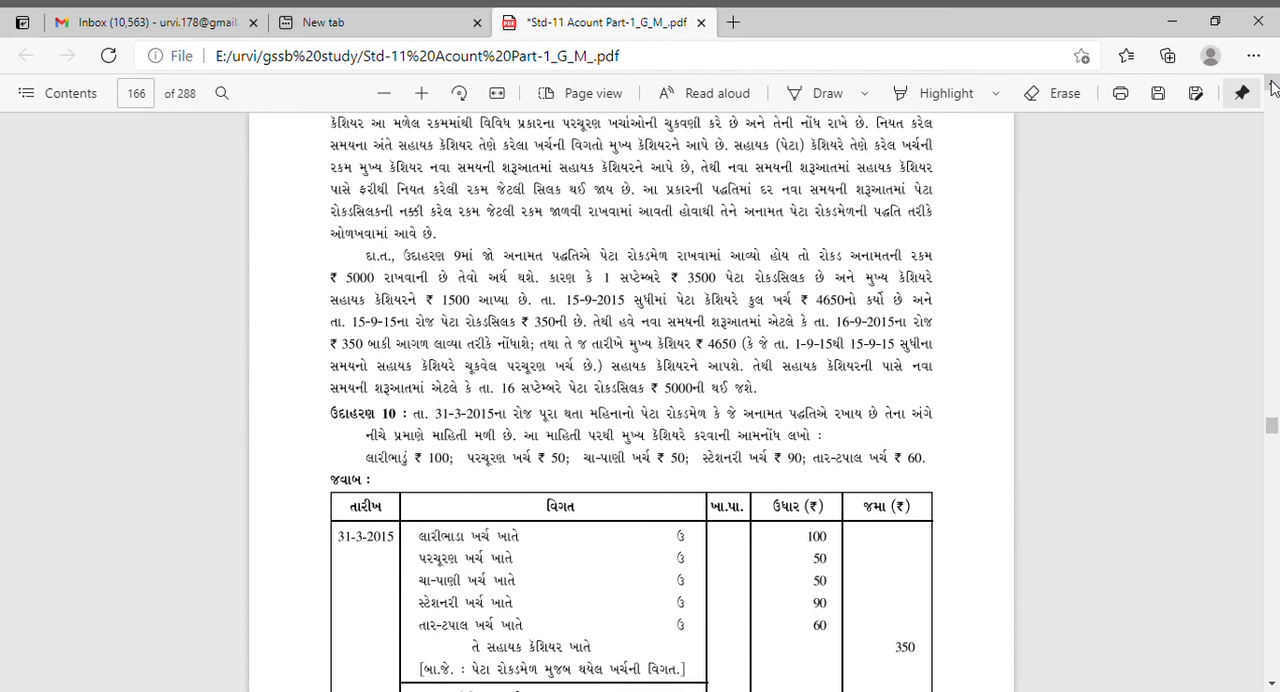 Inbox (10,563) - urvi.178@gmail.
New tab
*Std-11 Acount Part-1_G_M_.pdf
File
E:/urvi/gssb%20study/Std-11%20Acount%20Part-1_G_M_.pdf
Contents 166 of 288 Page view Read aloud Draw Highlight Erase
કૅશિયર આ મળેલ રકમમાંથી વિવિધ પ્રકારના પરચૂરણ ખર્ચાઓની ચુકવણી કરે છે અને તેની નોંધ રાખે છે. નિયત કરેલ
સમયના અંતે સહાયક કૅશિયર તેણે કરેલા ખર્ચની વિગતો મુખ્ય કૅશિયરને આપે છે. સહાયક (પેટા) કૅશિયરે તેણે કરેલ ખર્ચની
રકમ મુખ્ય કૅશિયર નવા સમયની શરૂઆતમાં સહાયક કૅશિયરને આપે છે, તેથી નવા સમયની શરૂઆતમાં સહાયક કૅશિયર
પાસે ફરીથી નિયત કરેલી રકમ જેટલી સિલક થઈ જાય છે. આ પ્રકારની પદ્ધતિમાં દર નવા સમયની શરૂઆતમાં પેટા
રોકડસિલકની નક્કી કરેલ રકમ જેટલી રકમ જાળવી રાખવામાં આવતી હોવાથી તેને અનામત પેટા રોકડમેળની પદ્ધતિ તરીકે
ઓળખવામાં આવે છે.
દા.ત., ઉદાહરણ 9માં જો અનામત પદ્ધતિએ પેટા રોકડમેળ રાખવામાં આવ્યો હોય તો રોકડ અનામતની રકમ
₹ 5000 રાખવાની છે તેવો અર્થ થશે. કારણ કે 1 સપ્ટેમ્બરે ₹ 3500 પેટા રોકડસિલક છે અને મુખ્ય કૅશિયરે
સહાયક કૅશિયરને ₹ 1500 આપ્યા છે. તા. 15-9-2015 સુધીમાં પેટા કૅશિયરે કુલ ખર્ચ ₹ 4650નો કર્યો છે અને
તા. 15-9-15ના રોજ પેટા રોકડસિલક ₹ 350ની છે. તેથી હવે નવા સમયની શરૂઆતમાં એટલે કે તા. 16-9-2015ના રોજ
₹ 350 બાકી આગળ લાવ્યા તરીકે નોંધાશે; તથા તે જ તારીખે મુખ્ય કૅશિયર ₹ 4650 (કે જે તા. 1-9-15થી 15-9-15 સુધીના
સમયનો સહાયક કૅશિયરે ચૂકવેલ પરચૂરણ ખર્ચ છે.) સહાયક કૅશિયરને આપશે. તેથી સહાયક કૅશિયરની પાસે નવા
સમયની શરૂઆતમાં એટલે કે તા. 16 સપ્ટેમ્બરે પેટા રોકડસિલક ₹ 5000ની થઈ જશે.
ઉદાહરણ 10 : તા. 31-3-2015ના રોજ પૂરા થતા મહિનાનો પેટા રોકડમેળ કે જે અનામત પદ્ધતિએ રખાય છે તેના અંગે
નીચે પ્રમાણે માહિતી મળી છે. આ માહિતી પરથી મુખ્ય કૅશિયરે કરવાની આમનોંધ લખો :
લારીભાડું ₹ 100; પરચૂરણ ખર્ચ ₹ 50; ચા-પાણી ખર્ચ ₹ 50; સ્ટેશનરી ખર્ચ ₹ 90; તાર-ટપાલ ખર્ચ ₹ 60.
જવાબ :
તારીખ વિગત ખા.પા. ઉધાર (₹) જમા (₹)
31-3-2015 લારીભાડા ખર્ચ ખાતે ઉ 100
પરચૂરણ ખર્ચ ખાતે ઉ 50
ચા-પાણી ખર્ચ ખાતે ઉ 50
સ્ટેશનરી ખર્ચ ખાતે ઉ 90
તાર-ટપાલ ખર્ચ ખાતે ઉ 60
તે સહાયક કૅશિયર ખાતે 350
[બા.જે. : પેટા રોકડમેળ મુજબ થયેલ ખર્ચની વિગત.]